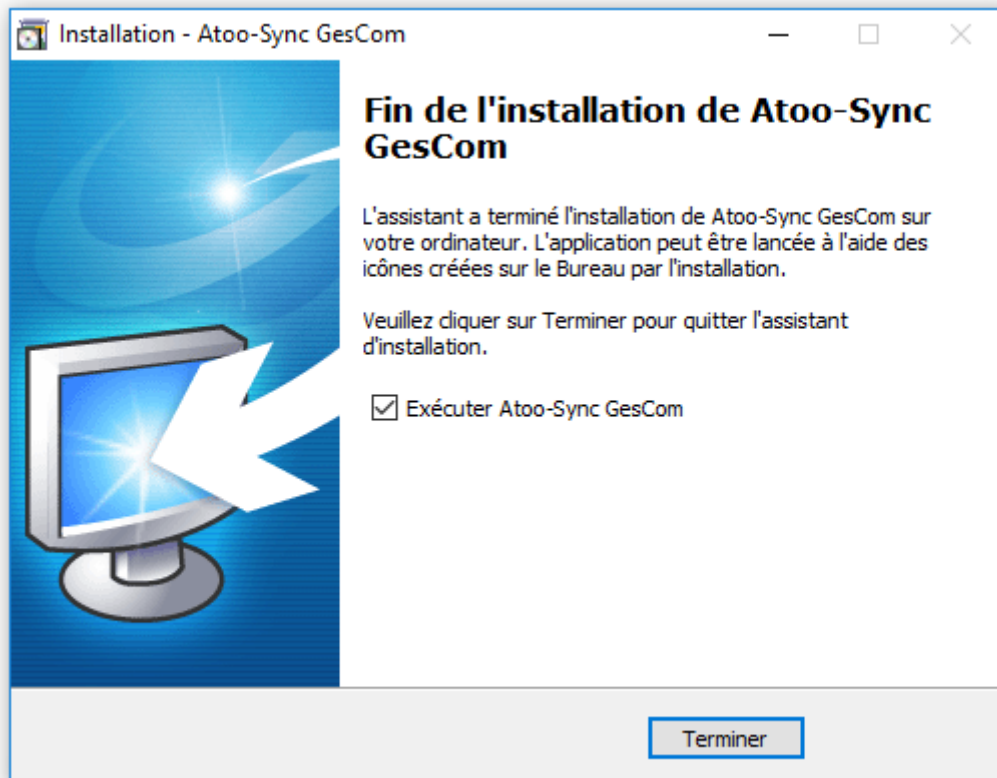 Installation - Atoo-Sync GesCom
Fin de l'installation de Atoo-Sync
GesCom
L'assistant a terminé l'installation de Atoo-Sync GesCom sur
votre ordinateur. L'application peut être lancée à l'aide des
icônes créées sur le Bureau par l'installation.
Veuillez cliquer sur Terminer pour quitter l'assistant
d'installation.
Exécuter Atoo-Sync GesCom
Terminer